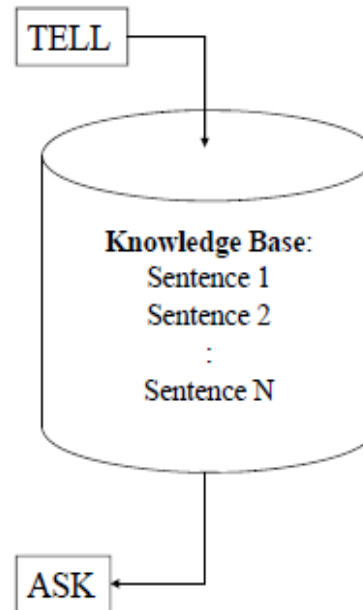 TELL
Knowledge Base:
Sentence 1
Sentence 2
:
Sentence N
ASK